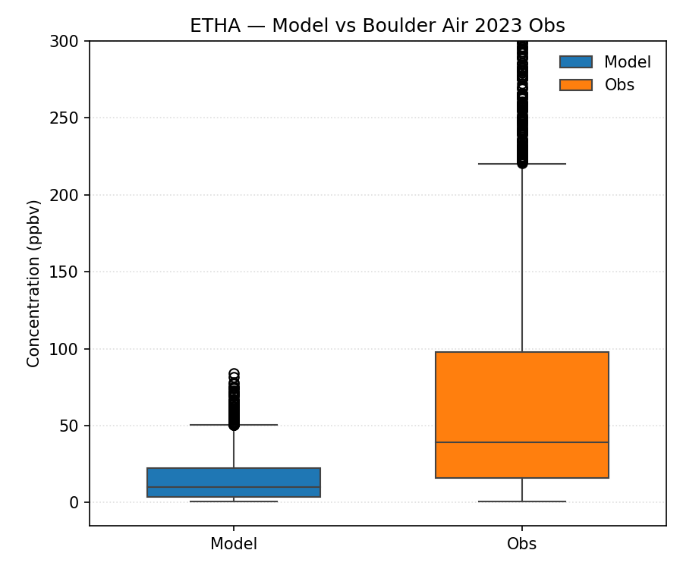 ETHA — Model vs Boulder Air 2023 Obs
300
250
200
150
100
50
0
Concentration (ppbv)
Model
Obs
Model
Obs